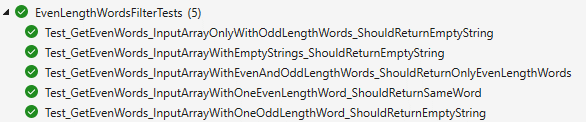 EvenLengthWordsFilterTests (5)
Test_GetEvenWords_InputArrayOnlyWithOddLengthWords_ShouldReturnEmptyString
Test_GetEvenWords_InputArrayWithEmptyStrings_ShouldReturnEmptyString
Test_GetEvenWords_InputArrayWithEvenAndOddLengthWords_ShouldReturnOnlyEvenLengthWords
Test_GetEvenWords_InputArrayWithOneEvenLengthWord_ShouldReturnSameWord
Test_GetEvenWords_InputArrayWithOneOddLengthWord_ShouldReturnEmptyString